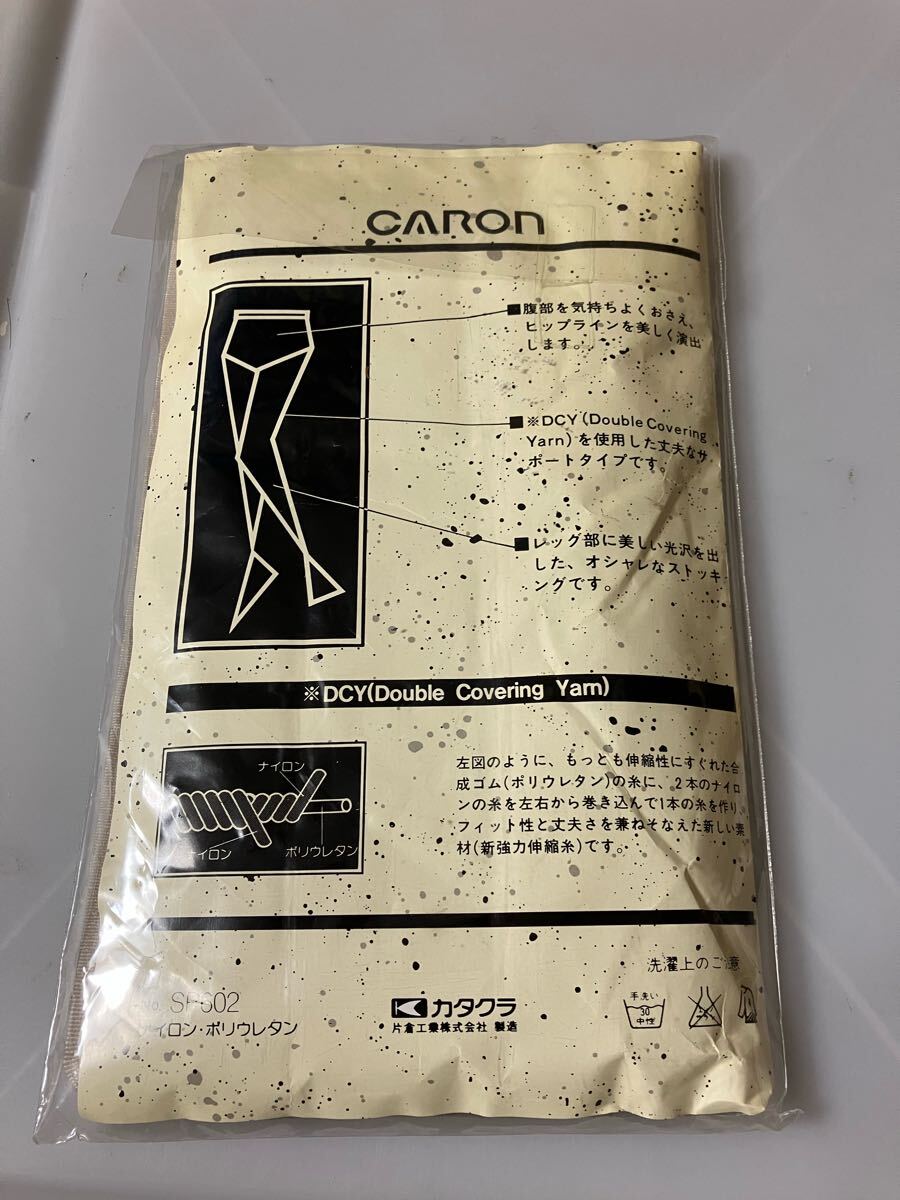 CARON
■腹部を気持ちよくおさえ、
ヒップラインを美しく演出
します。
■※DCY(Double Covering
Yarn)を使用した丈夫なサ
ポートタイプです。
■レッグ部に美しい光沢を出
した、オシャレなストッキ
ングです。
※DCY(Double Covering Yarn)
ナイロン
ナイロン
ポリウレタン
左図のように、もっとも伸縮性にすぐれた合
成ゴム(ポリウレタン)の糸に、2本のナイロ
ンの糸を左右から巻き込んで1本の糸を作り、
フィット性と丈夫さを兼ねそなえた新しい素
材(新強力伸縮糸)です。
洗濯上のご注意
手洗い
30
中性
No.
ナイロン・ポリウレタン
カタクラ
片倉工業株式会社 製造